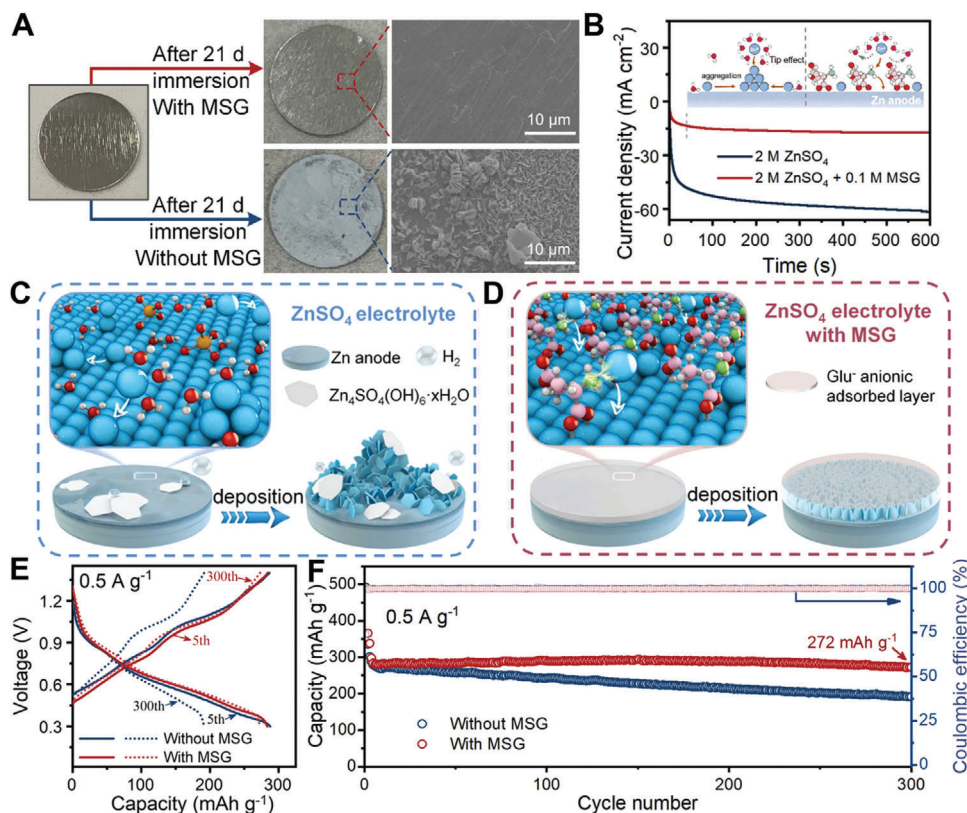 A
After 21 d
immersion
With MSG
After 21 d
immersion
Without MSG
10 μm
10 μm
B
Current density (mA cm⁻²)
30
0
-30
-60
0 100 200 300 400 500 600
Time (s)
aggregation
Tip effect
Zn anode
2 M ZnSO₄
2 M ZnSO₄ + 0.1 M MSG
C
ZnSO₄ electrolyte
Zn anode
H₂
Zn₄SO₄(OH)₆·xH₂O
deposition
D
ZnSO₄ electrolyte
with MSG
Glu⁻ anionic
adsorbed layer
deposition
E
0.5 A g⁻¹
Voltage (V)
1.2
0.9
0.6
0.3
300th
5th
300th
5th
Without MSG
With MSG
0 100 200 300
Capacity (mAh g⁻¹)
F
0.5 A g⁻¹
Capacity (mAh g⁻¹)
500
400
300
200
100
0
272 mAh g⁻¹
Without MSG
With MSG
0 50 100 150 200 250 300
Cycle number
100
75
50
25
0
Coulombic efficiency (%)